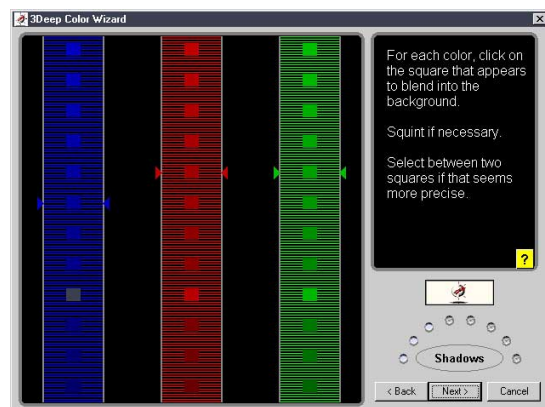 3Deep Color Wizard
For each color, click on
the square that appears
to blend into the
background.
Squint if necessary.
Select between two
squares if that seems
more precise.
?
Shadows
< Back
Next >
Cancel